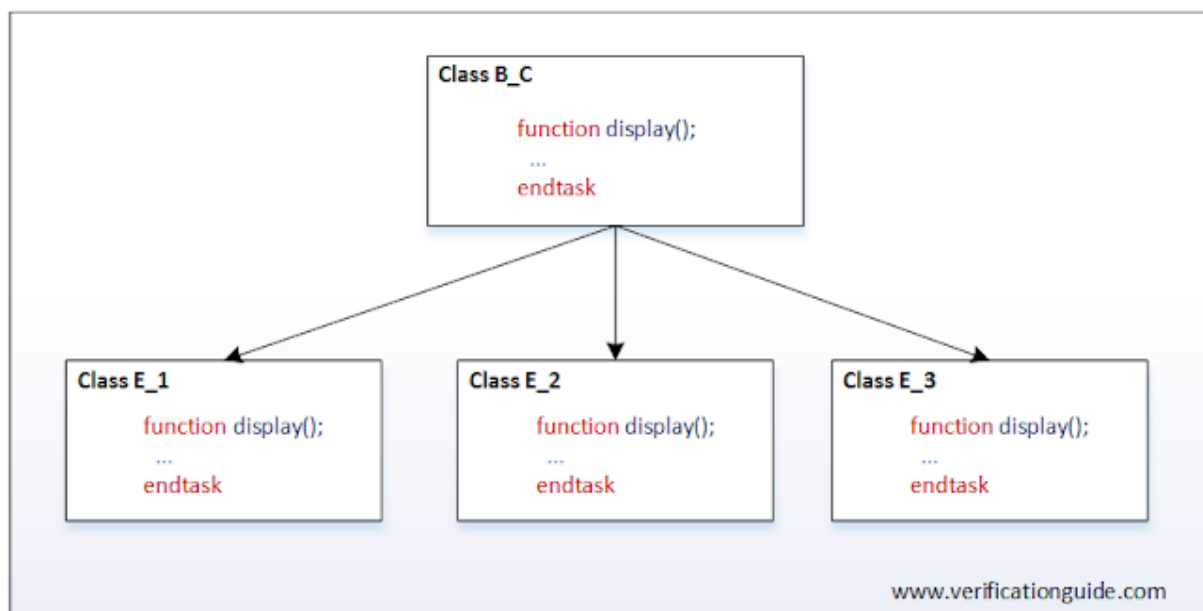 Class B_C
function display();
...
endtask
Class E_1
function display();
...
endtask
Class E_2
function display();
...
endtask
Class E_3
function display();
...
endtask
www.verificationguide.com